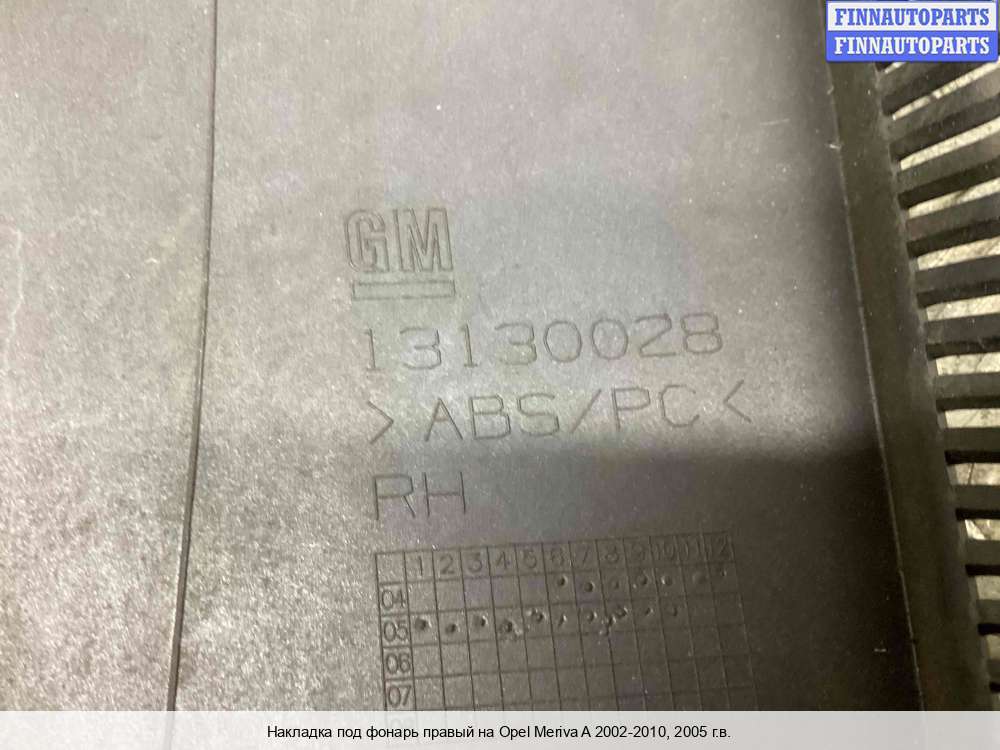 FINNAUTOPARTS
FINNAUTOPARTS
GM
13130028
>ABS/PC<
RH
1 2 3 4 5 6 7 8 9 10 11 12
04
05
06
07
Накладка под фонарь правый на Opel Meriva A 2002-2010, 2005 г.в.